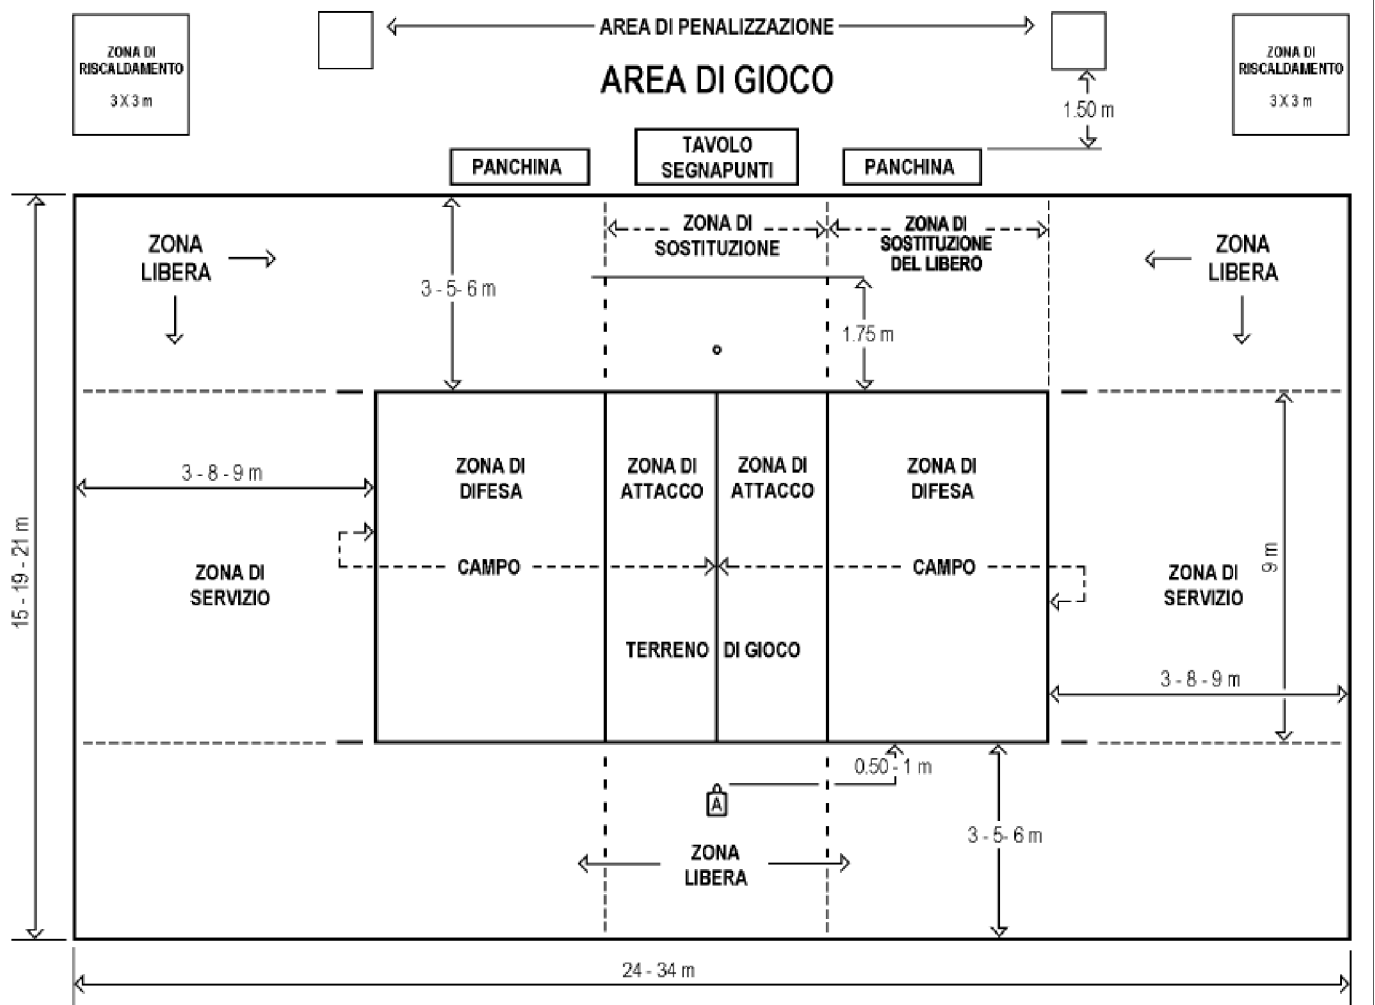 AREA DI PENALIZZAZIONE
ZONA DI
RISCALDAMENTO
3 X 3 m
ZONA DI
RISCALDAMENTO
3 X 3 m
AREA DI GIOCO
1.50 m
PANCHINA
TAVOLO
SEGNAPUNTI
PANCHINA
ZONA
LIBERA
ZONA DI
SOSTITUZIONE
ZONA DI
SOSTITUZIONE
DEL LIBERO
ZONA
LIBERA
3 - 5- 6 m
1.75 m
3 - 8 - 9 m
ZONA DI
DIFESA
ZONA DI
ATTACCO
ZONA DI
ATTACCO
ZONA DI
DIFESA
15 - 19 - 21 m
9 m
ZONA DI
SERVIZIO
CAMPO
CAMPO
ZONA DI
SERVIZIO
TERRENO DI GIOCO
3 - 8 - 9 m
0.50 - 1 m
A
3 - 5- 6 m
ZONA
LIBERA
24 - 34 m